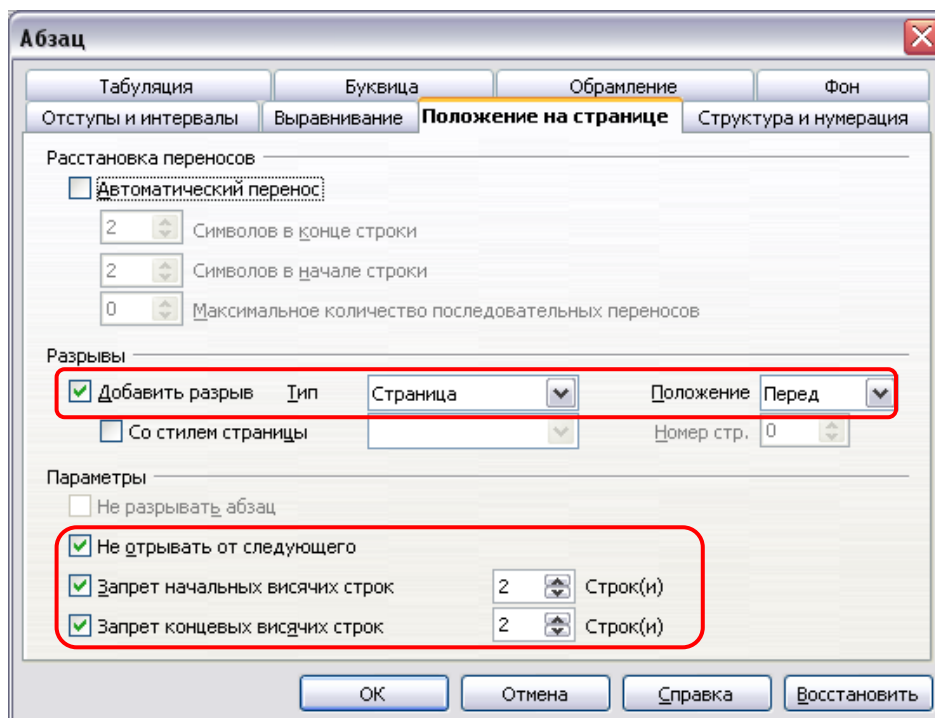 Абзац
Табуляция Буквица Обрамление Фон
Отступы и интервалы Выравнивание Положение на странице Структура и нумерация
Расстановка переносов
Автоматический перенос
2 Символов в конце строки
2 Символов в начале строки
0 Максимальное количество последовательных переносов
Разрывы
Добавить разрыв Тип Страница Положение Перед
Со стилем страницы Номер стр. 0
Параметры
Не разрывать абзац
Не отрывать от следующего
Запрет начальных висячих строк 2 Строк(и)
Запрет концевых висячих строк 2 Строк(и)
ОК Отмена Справка Восстановить